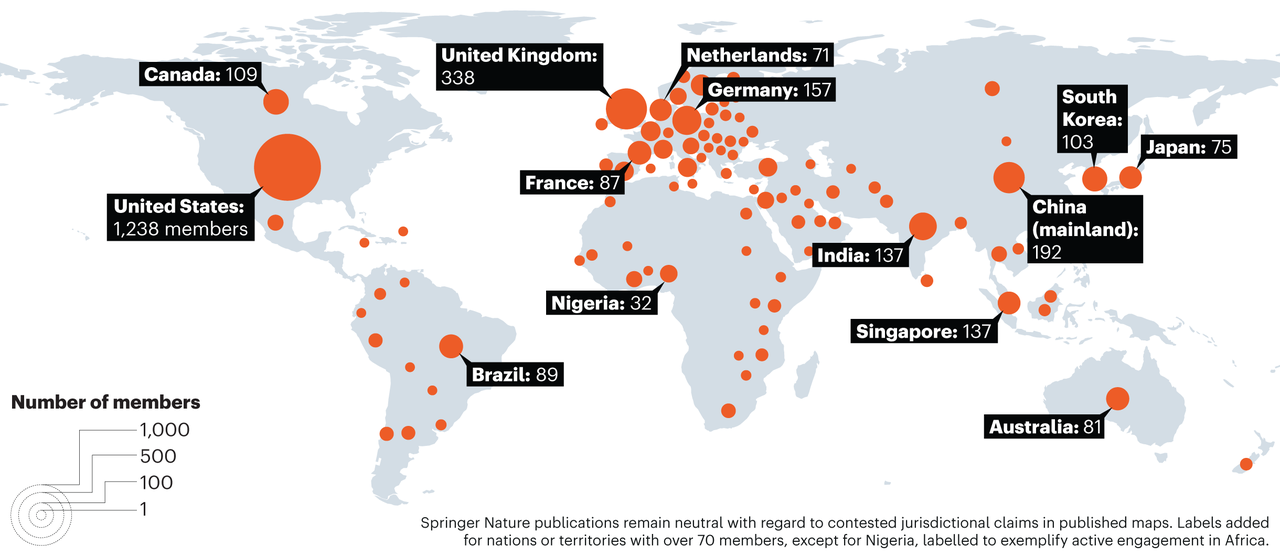 United Kingdom:
338
Netherlands: 71
Canada: 109
Germany: 157
South
Korea:
103
Japan: 75
France: 87
United States:
1,238 members
China
(mainland):
192
India: 137
Nigeria: 32
Singapore: 137
Brazil: 89
Australia: 81
Number of members
1,000
500
100
1
Springer Nature publications remain neutral with regard to contested jurisdictional claims in published maps. Labels added
for nations or territories with over 70 members, except for Nigeria, labelled to exemplify active engagement in Africa.